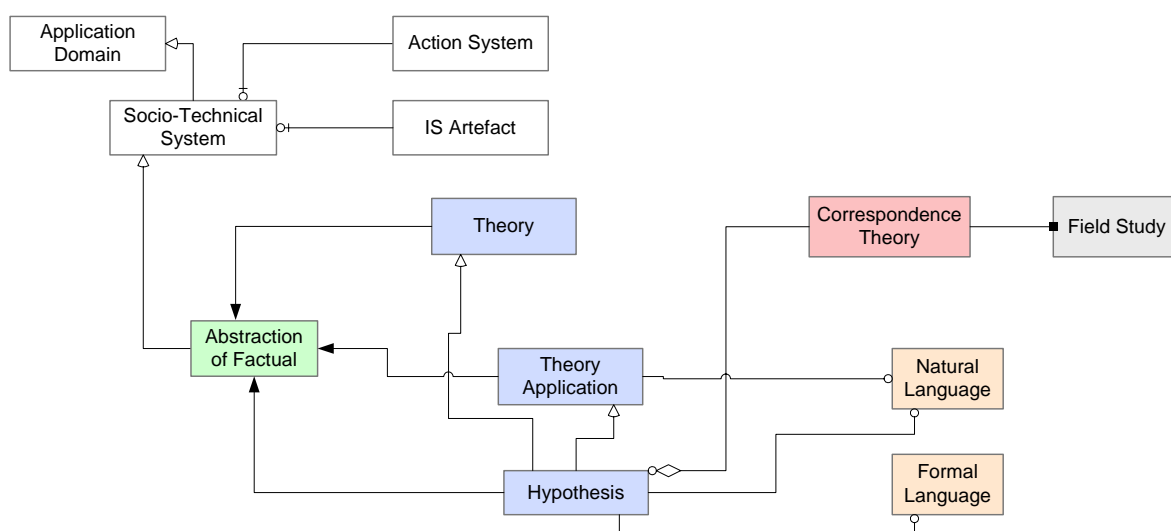 Application
Domain
Action System
Socio-Technical
System
IS Artefact
Theory
Correspondence
Theory
Field Study
Abstraction
of Factual
Theory
Application
Natural
Language
Hypothesis
Formal
Language